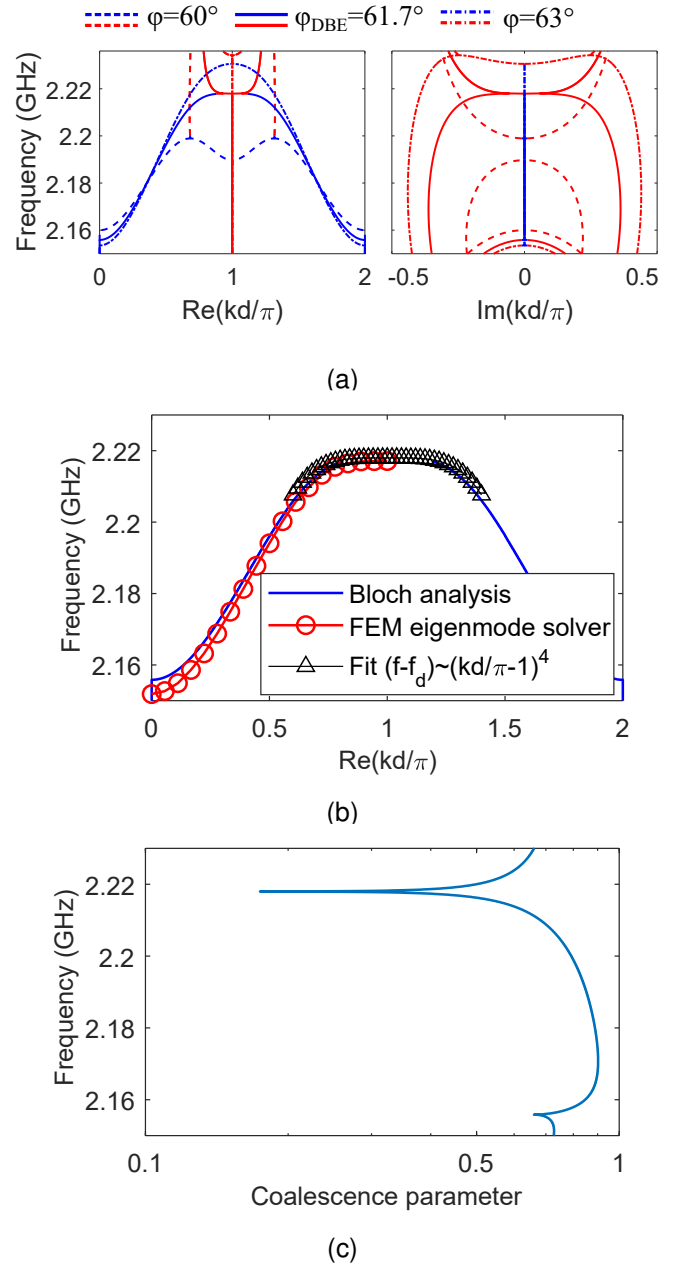 φ=60° φ_DBE=61.7° φ=63°
Frequency (GHz)
2.22
2.2
2.18
2.16
0 1 2 -0.5 0 0.5
Re(kd/π) Im(kd/π)
(a)
Frequency (GHz)
2.22
2.2
2.18
2.16
Bloch analysis
FEM eigenmode solver
Fit (f-f_d)~(kd/π-1)^4
0 0.5 1 1.5 2
Re(kd/π)
(b)
Frequency (GHz)
2.22
2.2
2.18
2.16
0.1 0.5 1
Coalescence parameter
(c)